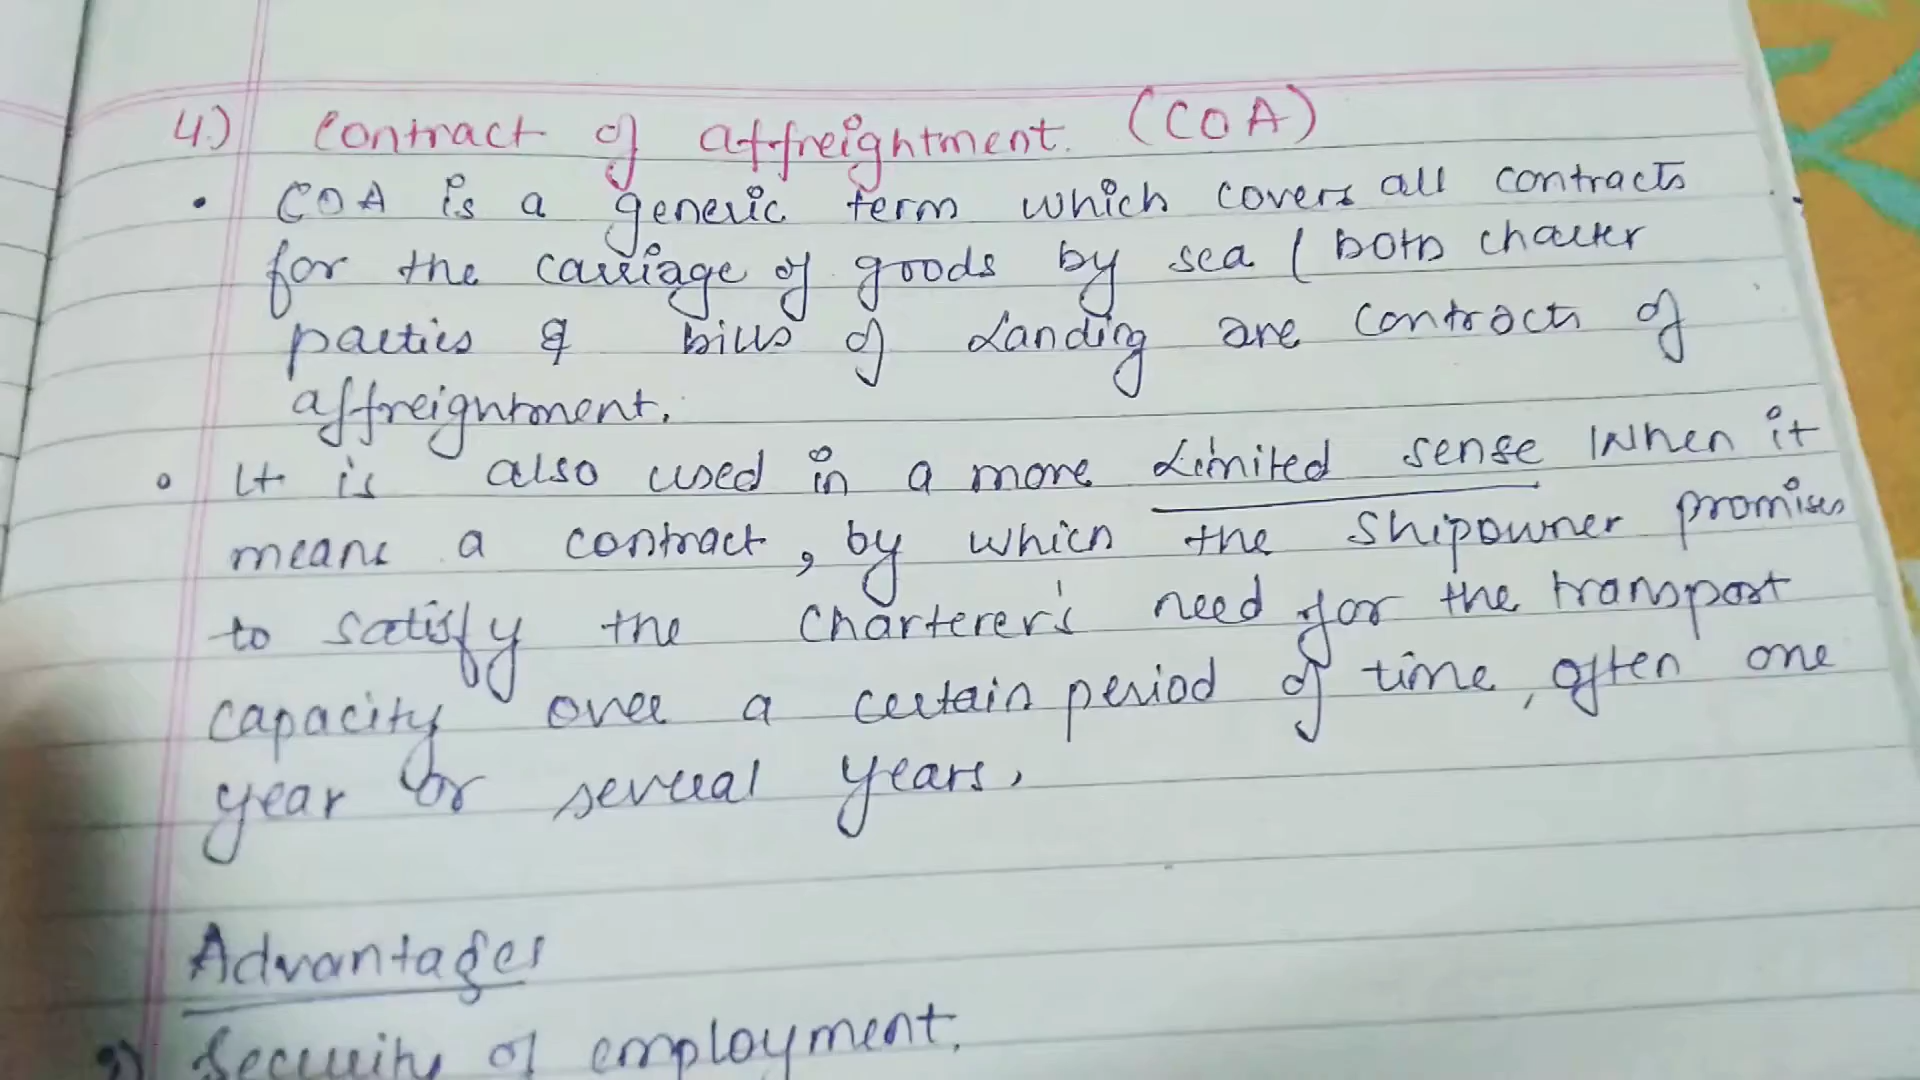 4.) Contract of affreightment. (COA)
• COA is a generic term which covers all contracts
for the carriage of goods by sea ( both charter
parties & bills of Landing are contracts of
affreightment.
• It is also used in a more Limited sense When it
means a contract, by which the shipowner promises
to satisfy the charterer's need for the transport
capacity over a certain period of time, often one
year or several years.
Advantages
a) Security of employment.